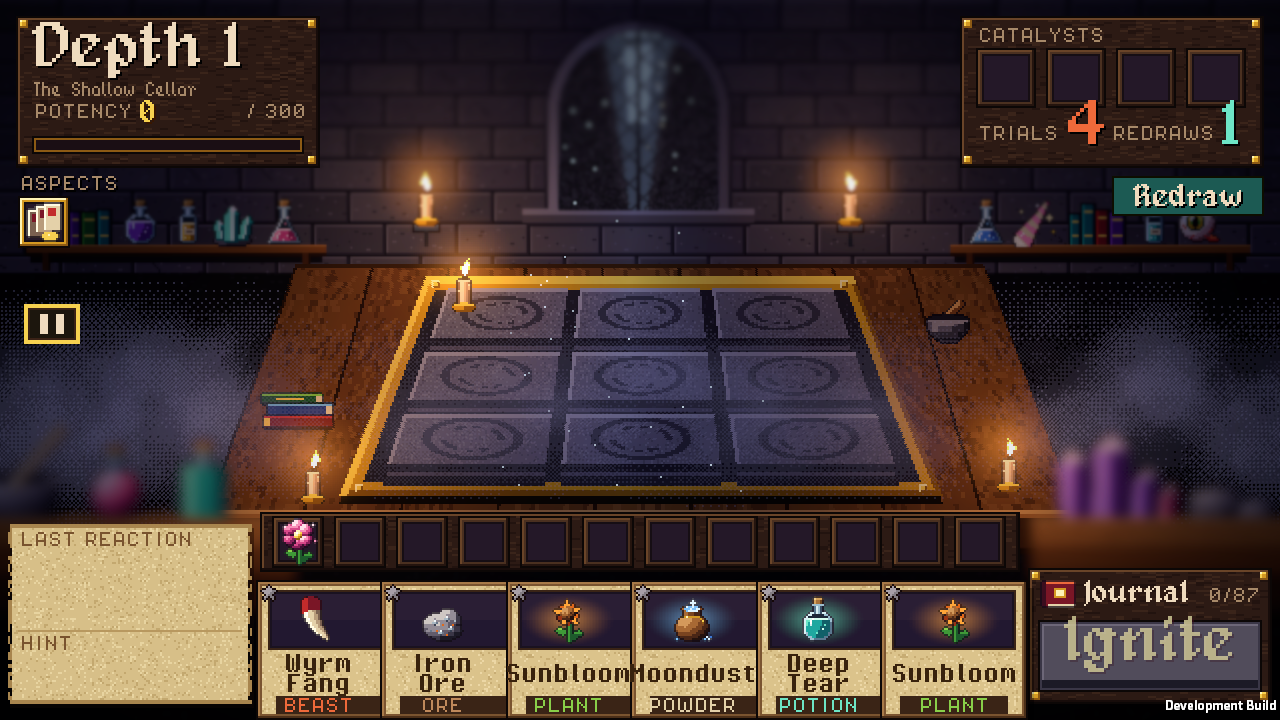 Depth 1
The Shallow Cellar
POTENCY 0 / 300
ASPECTS
CATALYSTS
TRIALS 4 REDRAWS 1
Redraw
LAST REACTION
HINT
Wyrm
Fang
BEAST
Iron
Ore
ORE
Sunbloom
PLANT
Moondust
POWDER
Deep
Tear
POTION
Sunbloom
PLANT
Journal 0/87
Ignite
Development Build